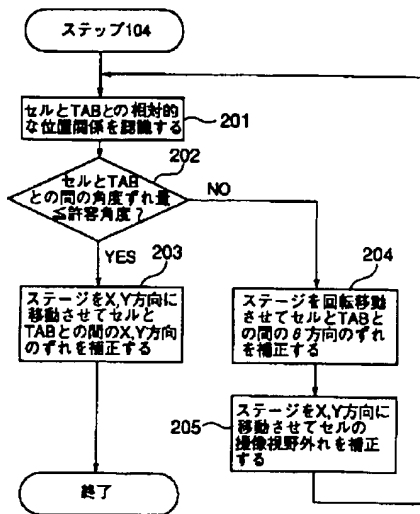 ステップ104
セルとTABとの相対的
な位置関係を認識する
201
202
セルとTAB
との間の角度ずれ量
≦許容角度？
NO
YES
203
ステージをX,Y方向に
移動させてセルと
TABとの間のX,Y方向
のずれを補正する
204
ステージを回転移動
させてセルとTABと
の間のθ方向のずれ
を補正する
205
ステージをX,Y方向に
移動させてセルの
撮像視野外れを補正
する
終了